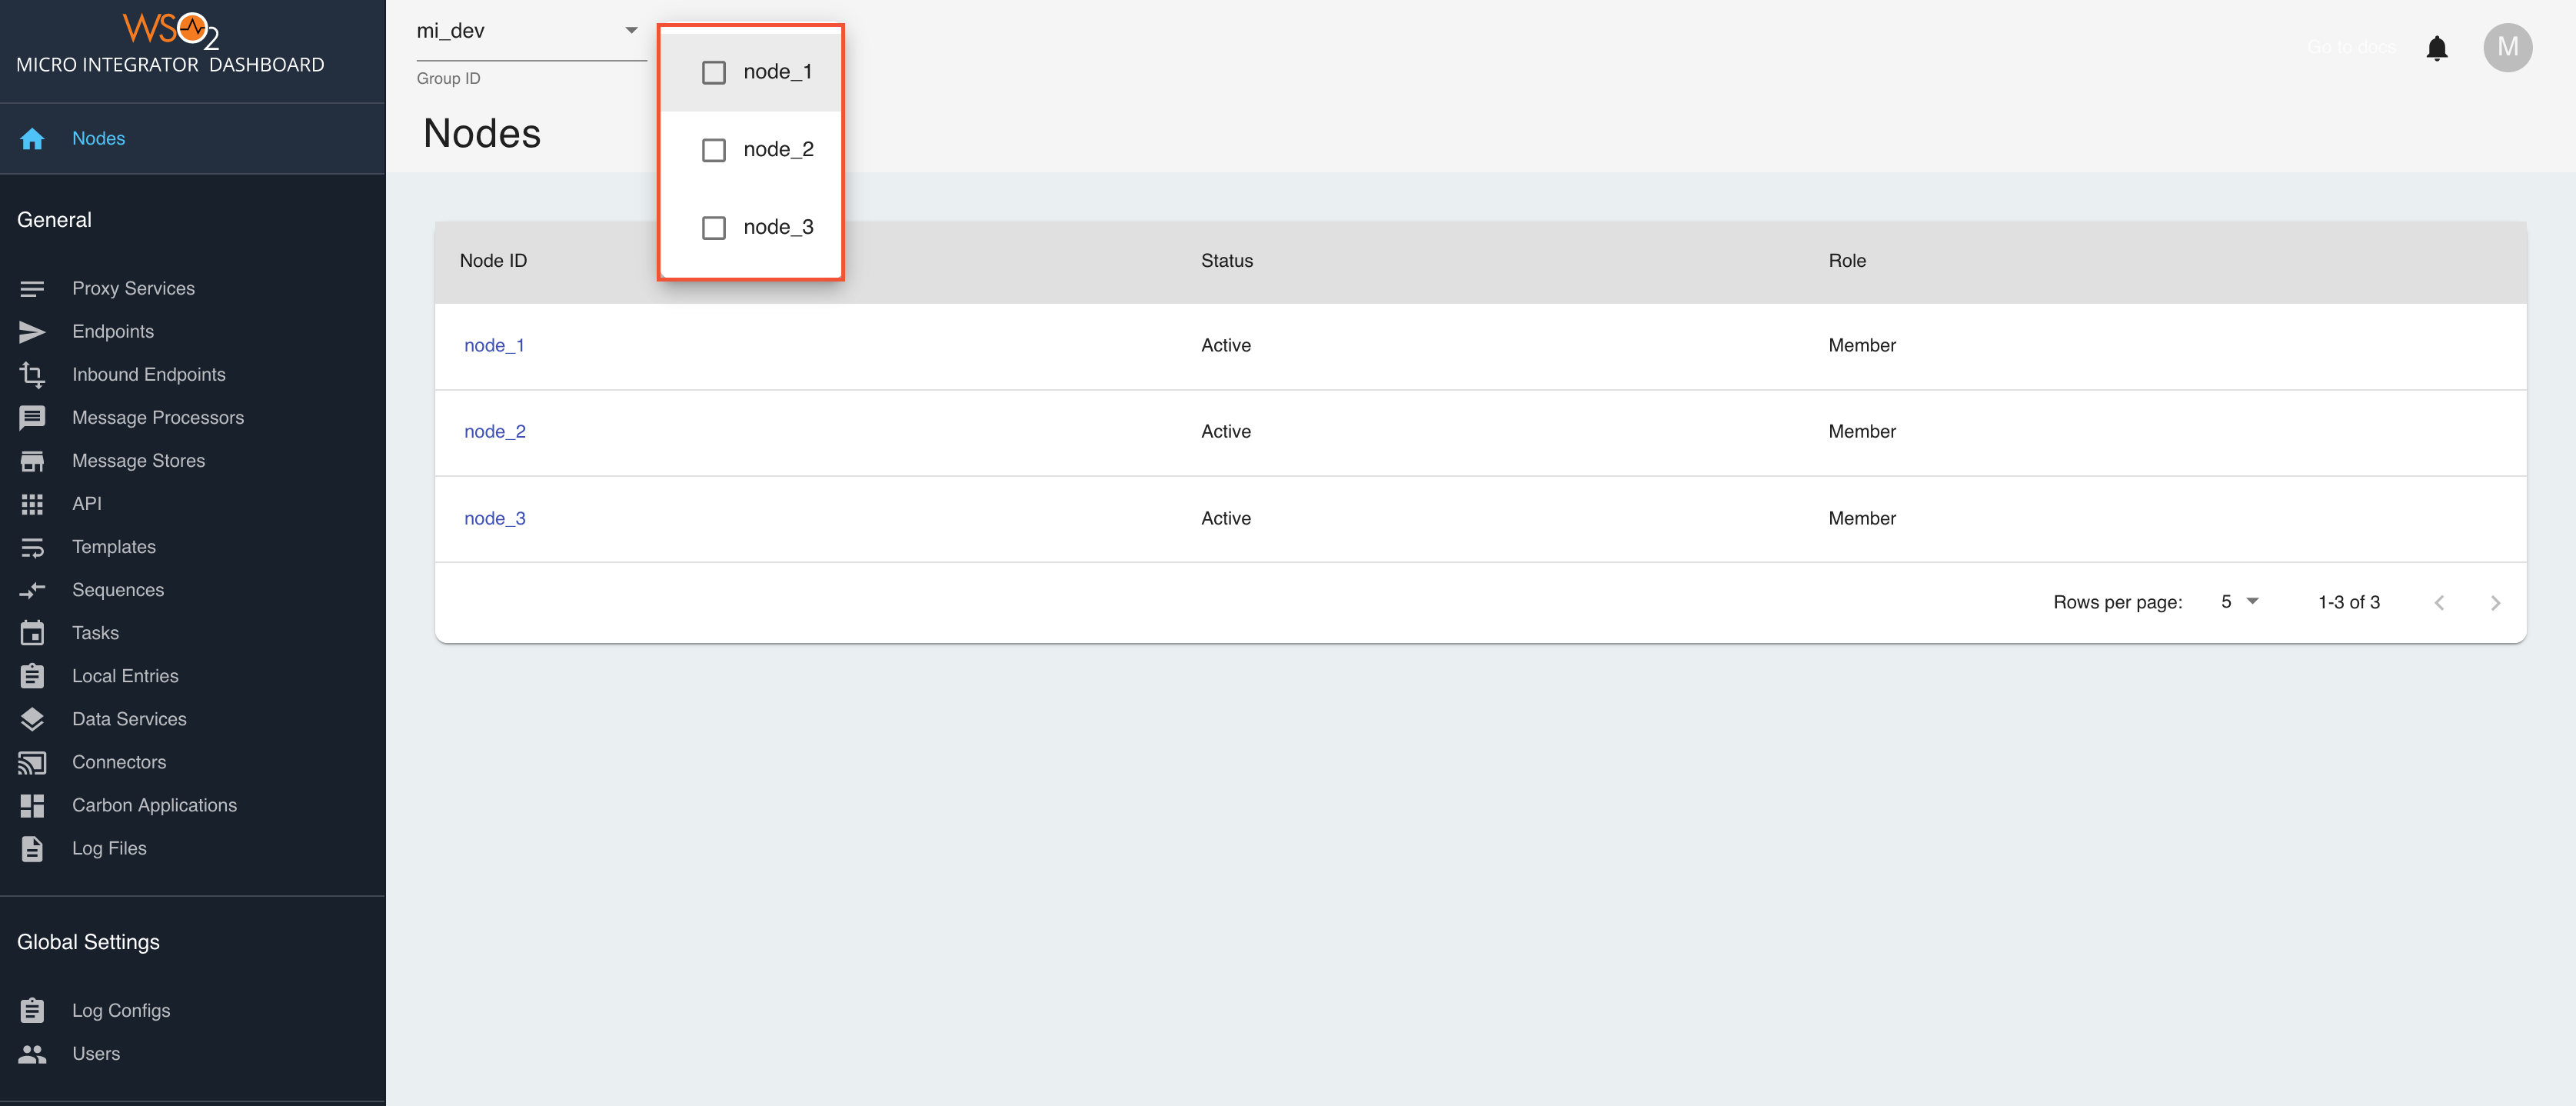 WSO2
MICRO INTEGRATOR DASHBOARD
Nodes
General
Proxy Services
Endpoints
Inbound Endpoints
Message Processors
Message Stores
API
Templates
Sequences
Tasks
Local Entries
Data Services
Connectors
Carbon Applications
Log Files
Global Settings
Log Configs
Users
mi_dev
Group ID
node_1
node_2
node_3
Go to docs
M
Nodes
Node ID Status Role
node_1 Active Member
node_2 Active Member
node_3 Active Member
Rows per page: 5 1-3 of 3